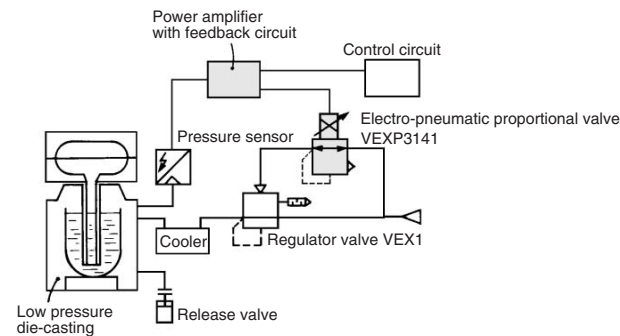 Power amplifier
with feedback circuit
Control circuit
Electro-pneumatic proportional valve
VEXP3141
Pressure sensor
Cooler
Regulator valve VEX1
Low pressure
die-casting
Release valve